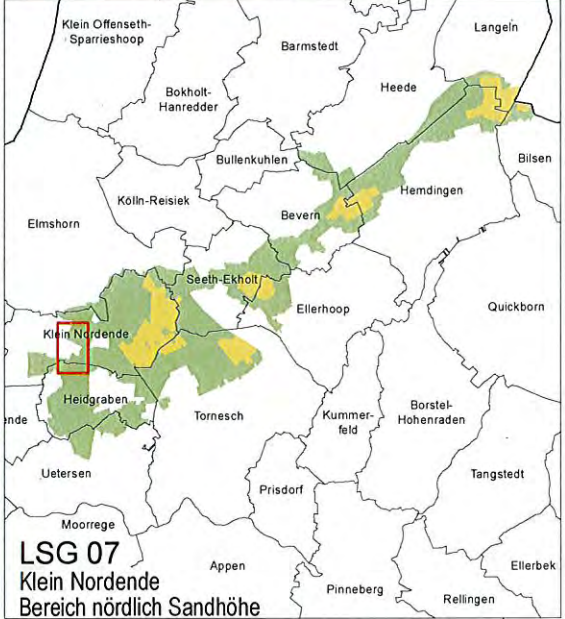 Klein Offenseth-
Sparrieshoop
Langeln
Barmstedt
Bokholt-
Hanredder
Heede
Bullenkuhlen
Bilsen
Hemdingen
Kölln-Reisiek
Bevern
Elmshorn
Seeth-Ekholt
Ellerhoop
Quickborn
Klein Nordende
Heidgraben
ende
Tornesch
Kummer-
feld
Borstel-
Hohenraden
Uetersen
Tangstedt
Prisdorf
Moorrege
LSG 07
Klein Nordende
Bereich nördlich Sandhöhe
Appen
Ellerbek
Pinneberg
Rellingen